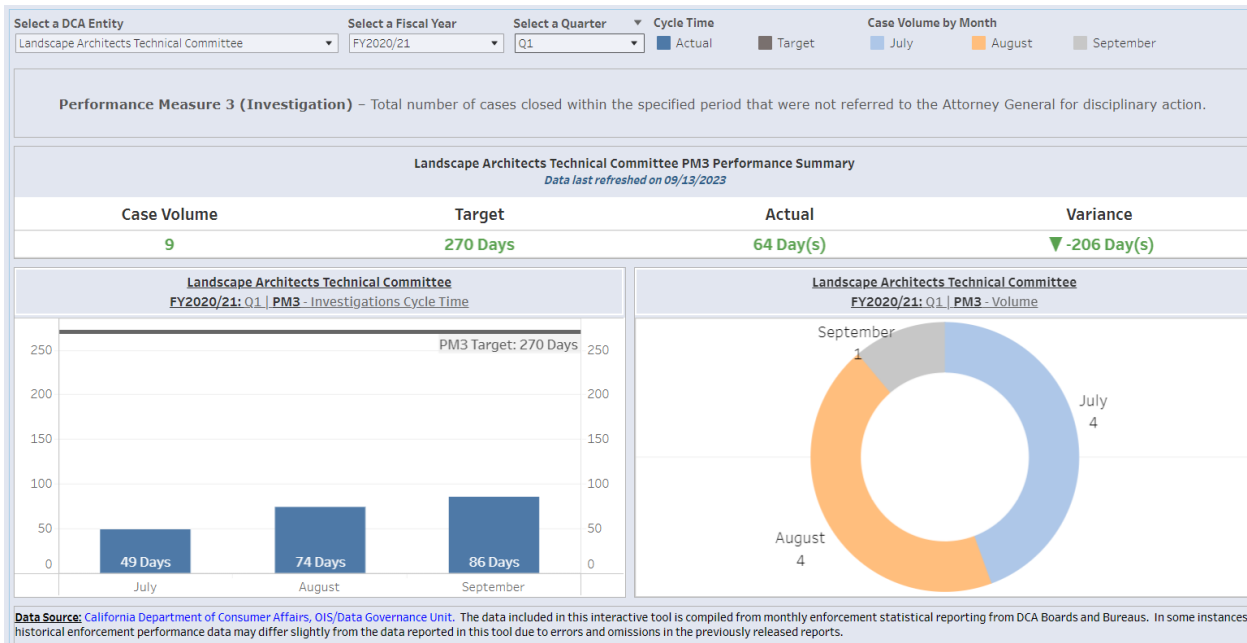 Select a DCA Entity
Select a Fiscal Year
Select a Quarter
Cycle Time
Case Volume by Month
Landscape Architects Technical Committee
FY2020/21
Q1
Actual
Target
July
August
September
Performance Measure 3 (Investigation) – Total number of cases closed within the specified period that were not referred to the Attorney General for disciplinary action.
Landscape Architects Technical Committee PM3 Performance Summary
Data last refreshed on 09/13/2023
Case Volume
Target
Actual
Variance
9
270 Days
64 Day(s)
▼ -206 Day(s)
Landscape Architects Technical Committee
FY2020/21: Q1 | PM3 - Investigations Cycle Time
PM3 Target: 270 Days
250
200
150
100
50
0
250
200
150
100
50
0
49 Days
74 Days
86 Days
July
August
September
Landscape Architects Technical Committee
FY2020/21: Q1 | PM3 - Volume
September
1
July
4
August
4
Data Source: California Department of Consumer Affairs, OIS/Data Governance Unit. The data included in this interactive tool is compiled from monthly enforcement statistical reporting from DCA Boards and Bureaus. In some instances
historical enforcement performance data may differ slightly from the data reported in this tool due to errors and omissions in the previously released reports.